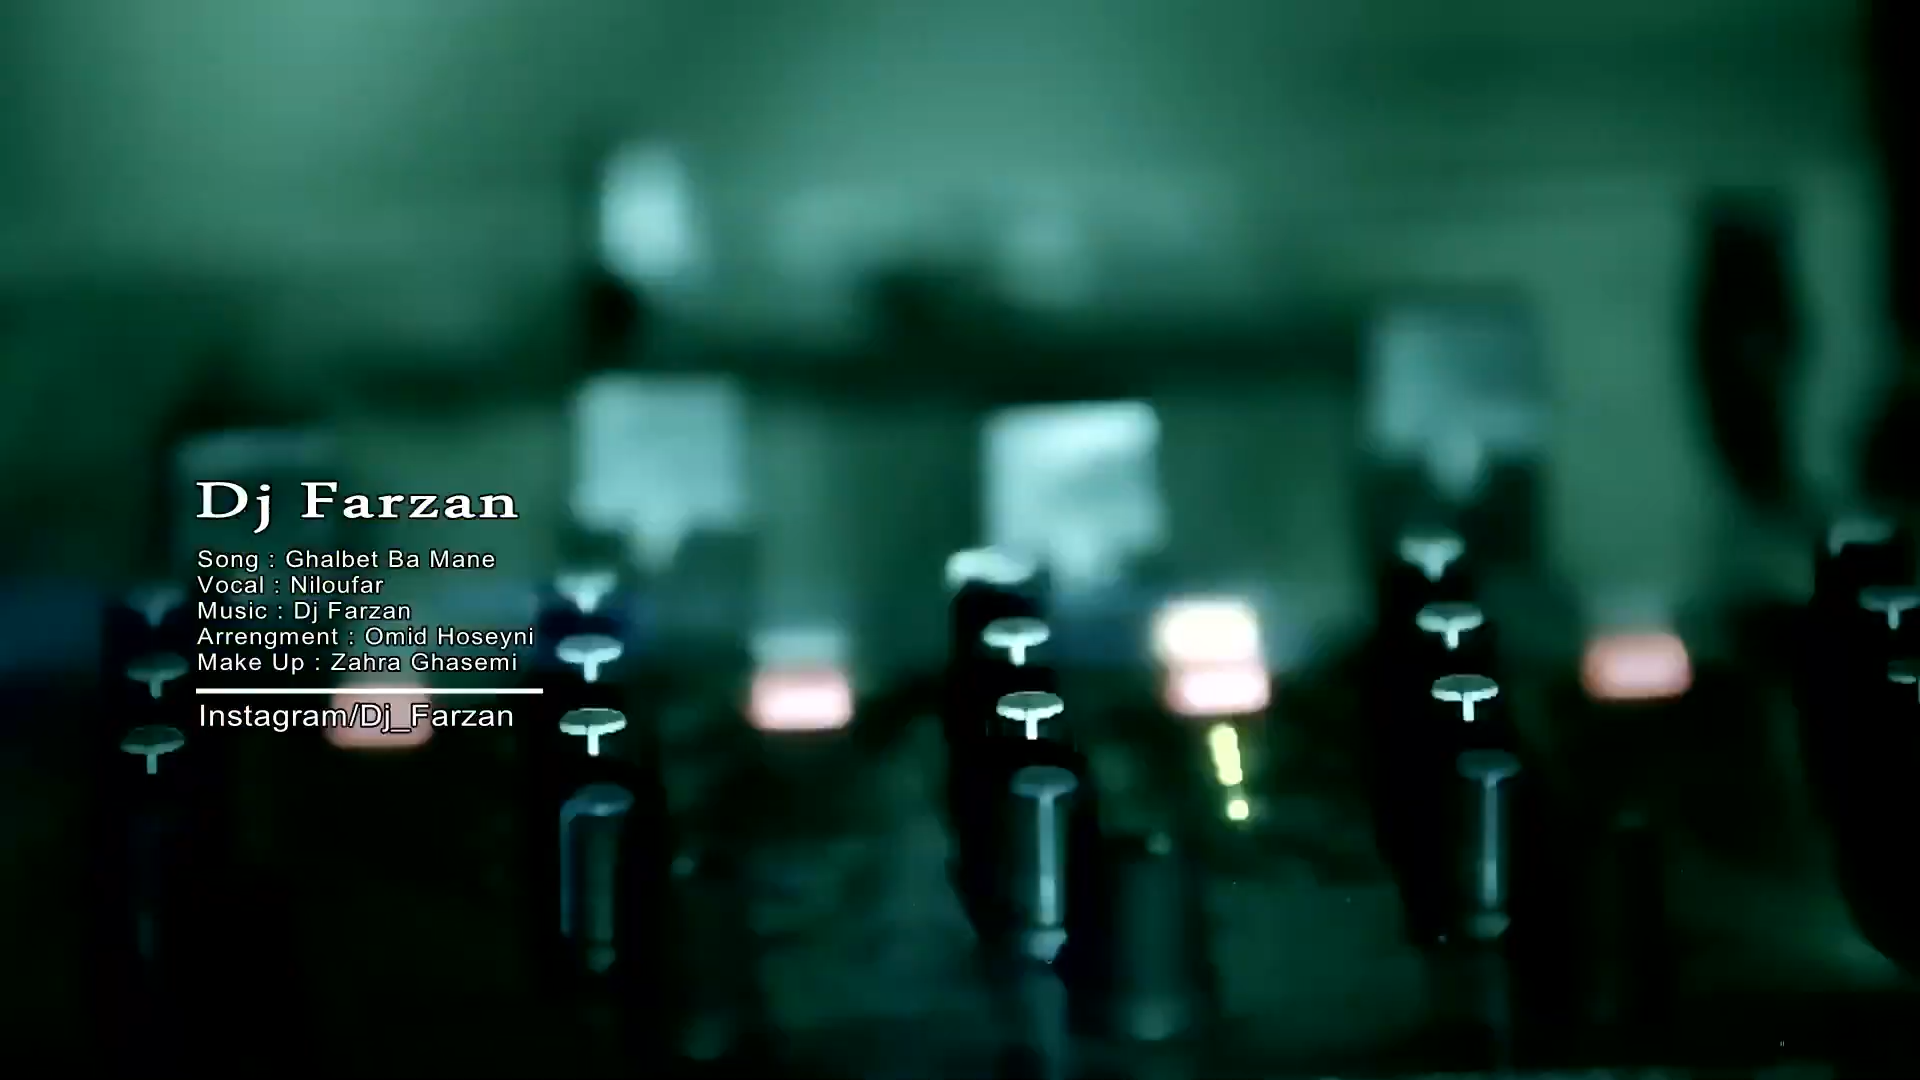 Dj Farzan
Song : Ghalbet Ba Mane
Vocal : Niloufar
Music : Dj Farzan
Arrengment : Omid Hoseyni
Make Up : Zahra Ghasemi
Instagram/Dj_Farzan